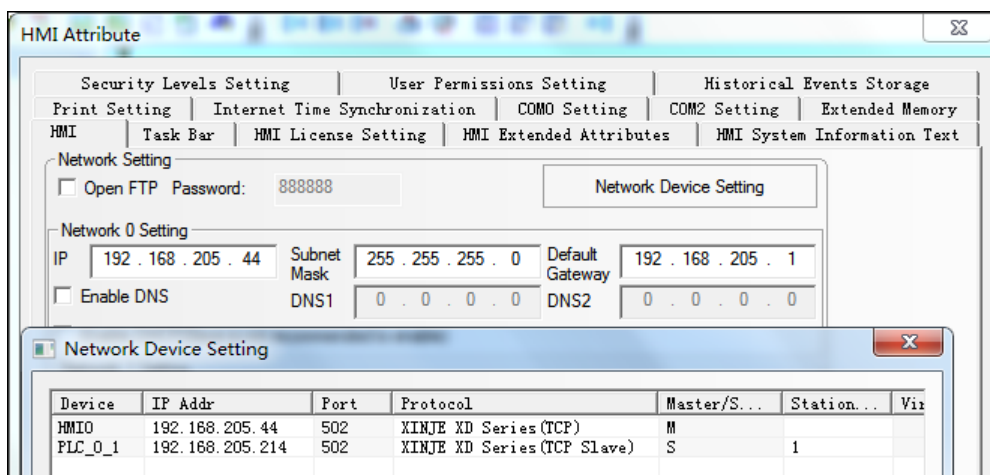 HMI Attribute
Security Levels Setting User Permissions Setting Historical Events Storage
Print Setting Internet Time Synchronization COM0 Setting COM2 Setting Extended Memory
HMI Task Bar HMI License Setting HMI Extended Attributes HMI System Information Text
Network Setting
Open FTP Password: 888888 Network Device Setting
Network 0 Setting
IP 192 . 168 . 205 . 44 Subnet Mask 255 . 255 . 255 . 0 Default Gateway 192 . 168 . 205 . 1
Enable DNS DNS1 0 . 0 . 0 . 0 DNS2 0 . 0 . 0 . 0
Network Device Setting
Device IP Addr Port Protocol Master/S... Station... Vir
HMI0 192.168.205.44 502 XINJE XD Series(TCP) M
PLC_0_1 192.168.205.214 502 XINJE XD Series(TCP Slave) S 1